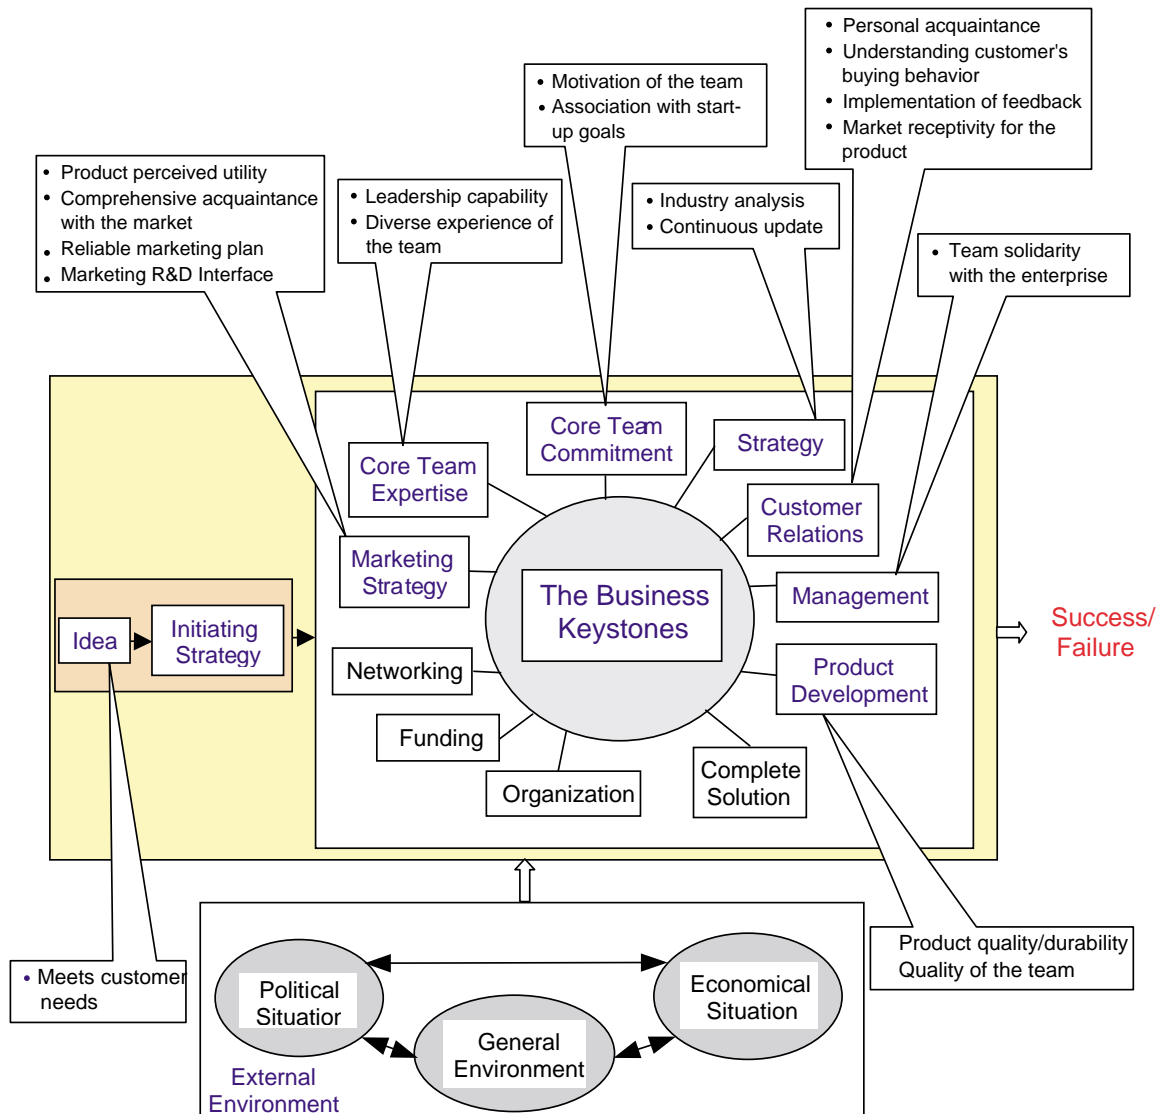 • Personal acquaintance
• Understanding customer's
buying behavior
• Implementation of feedback
• Market receptivity for the
product
• Motivation of the team
• Association with start-
up goals
• Product perceived utility
• Comprehensive acquaintance
with the market
• Reliable marketing plan
• Marketing R&D Interface
• Leadership capability
• Diverse experience of
the team
• Industry analysis
• Continuous update
• Team solidarity
with the enterprise
Core Team
Commitment
Strategy
Core Team
Expertise
Customer
Relations
Marketing
Strategy
The Business
Keystones
Management
Idea
Initiating
Strategy
Success/
Failure
Networking
Product
Development
Funding
Organization
Complete
Solution
Product quality/durability
Quality of the team
• Meets customer
needs
Political
Situatior
Economical
Situation
General
Environment
External
Environment